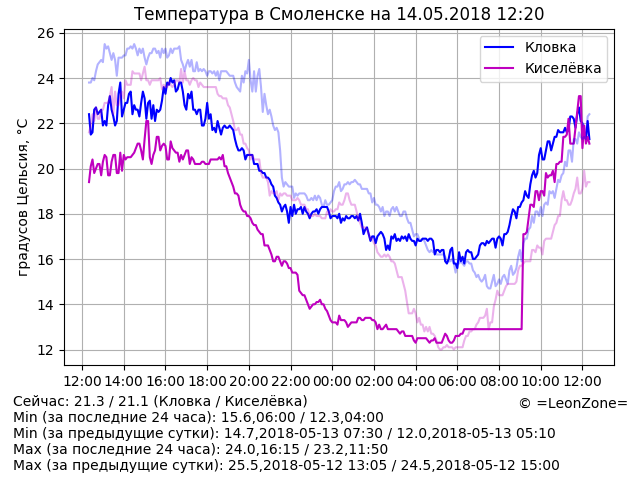 Температура в Смоленске на 14.05.2018 12:20
26
24
22
20
18
16
14
12
градусов Цельсия, °C
Кловка
Киселёвка
12:00 14:00 16:00 18:00 20:00 22:00 00:00 02:00 04:00 06:00 08:00 10:00 12:00
Сейчас: 21.3 / 21.1 (Кловка / Киселёвка)
© =LeonZone=
Min (за последние 24 часа): 15.6,06:00 / 12.3,04:00
Min (за предыдущие сутки): 14.7,2018-05-13 07:30 / 12.0,2018-05-13 05:10
Max (за последние 24 часа): 24.0,16:15 / 23.2,11:50
Max (за предыдущие сутки): 25.5,2018-05-12 13:05 / 24.5,2018-05-12 15:00